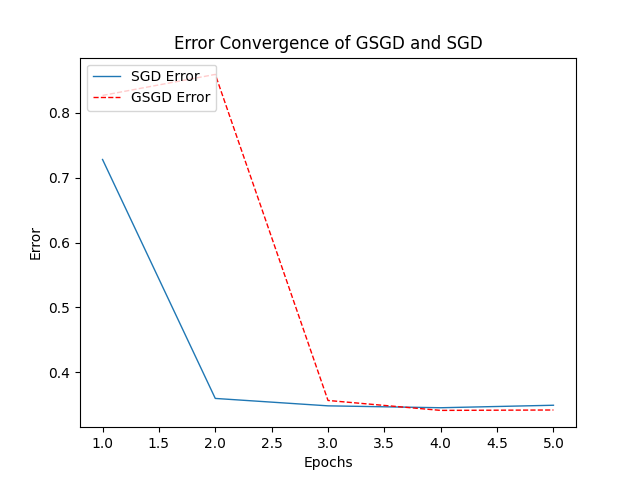 Error Convergence of GSGD and SGD
SGD Error
GSGD Error
0.8
0.7
0.6
0.5
0.4
Error
1.0 1.5 2.0 2.5 3.0 3.5 4.0 4.5 5.0
Epochs